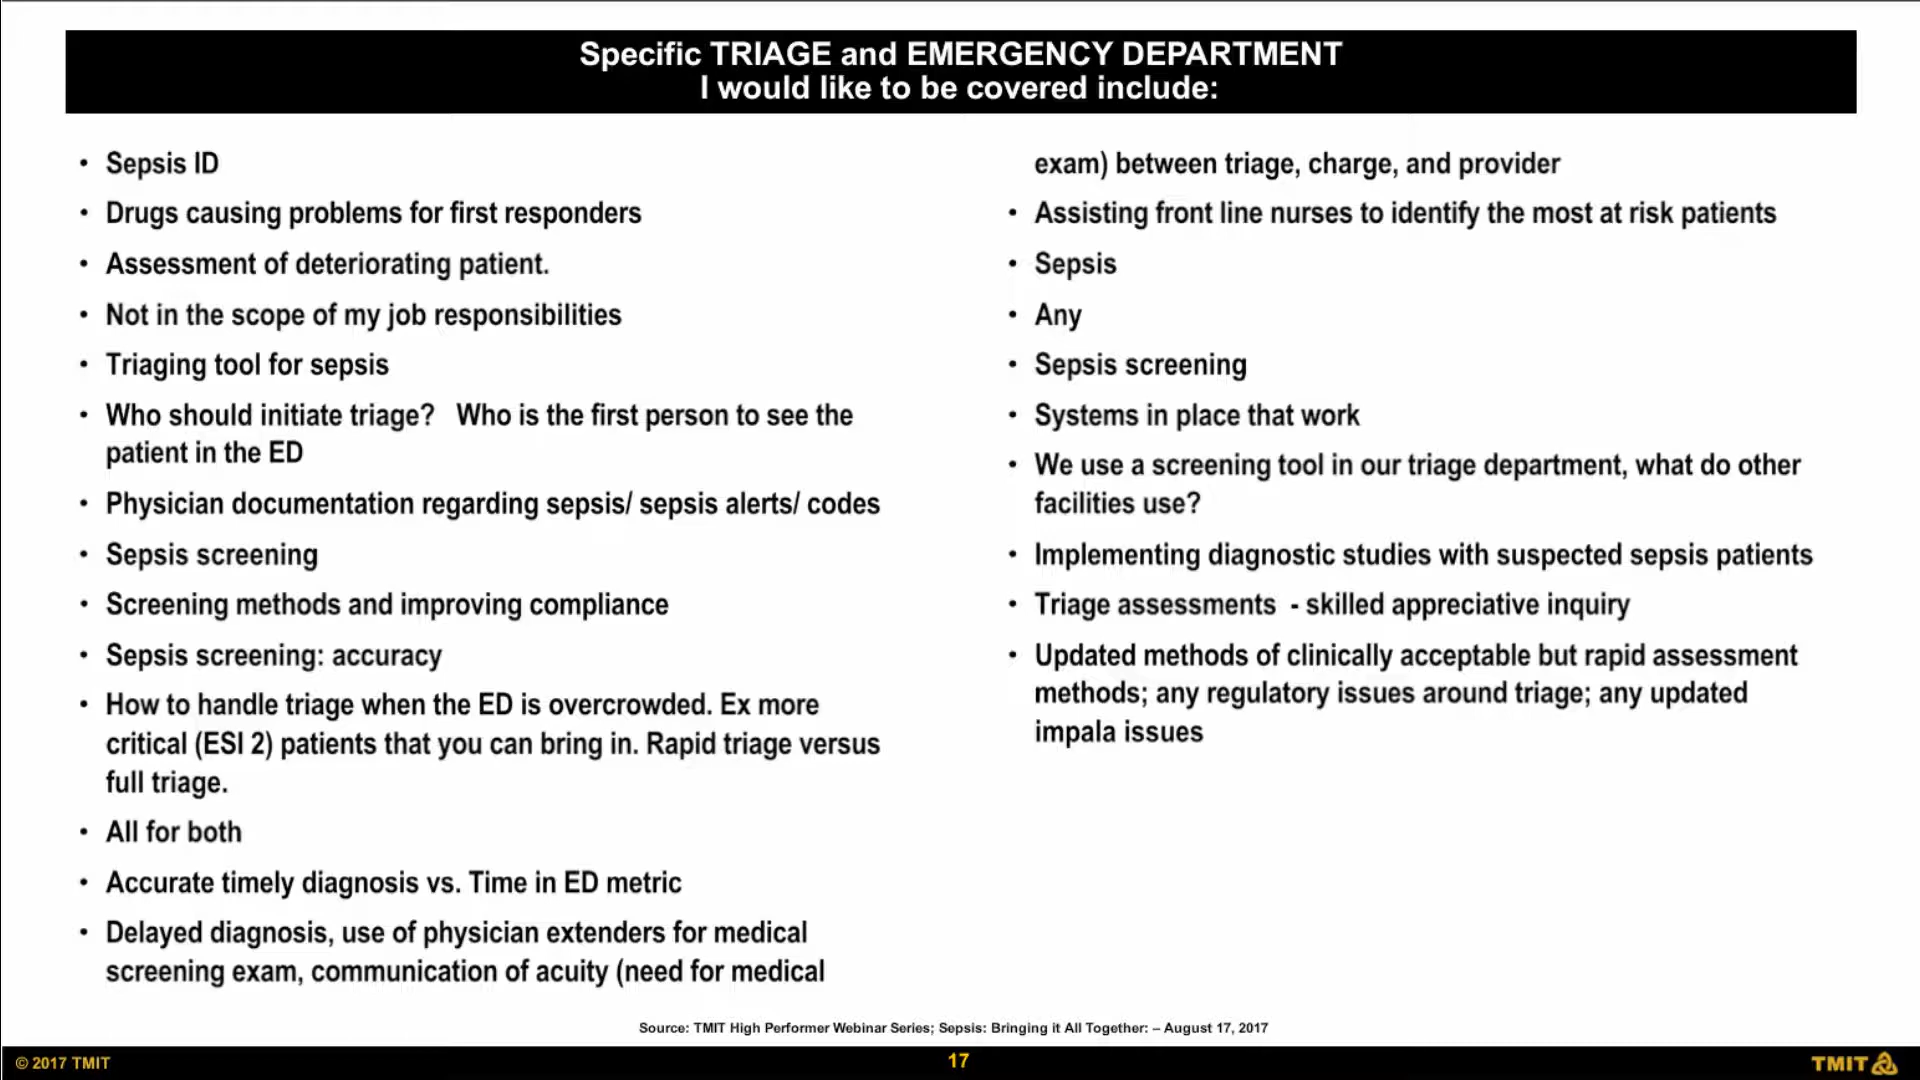 Specific TRIAGE and EMERGENCY DEPARTMENT
I would like to be covered include:
• Sepsis ID
• Drugs causing problems for first responders
• Assessment of deteriorating patient.
• Not in the scope of my job responsibilities
• Triaging tool for sepsis
• Who should initiate triage?   Who is the first person to see the
patient in the ED
• Physician documentation regarding sepsis/ sepsis alerts/ codes
• Sepsis screening
• Screening methods and improving compliance
• Sepsis screening: accuracy
• How to handle triage when the ED is overcrowded. Ex more
critical (ESI 2) patients that you can bring in. Rapid triage versus
full triage.
• All for both
• Accurate timely diagnosis vs. Time in ED metric
• Delayed diagnosis, use of physician extenders for medical
screening exam, communication of acuity (need for medical
exam) between triage, charge, and provider
• Assisting front line nurses to identify the most at risk patients
• Sepsis
• Any
• Sepsis screening
• Systems in place that work
• We use a screening tool in our triage department, what do other
facilities use?
• Implementing diagnostic studies with suspected sepsis patients
• Triage assessments  - skilled appreciative inquiry
• Updated methods of clinically acceptable but rapid assessment
methods; any regulatory issues around triage; any updated
impala issues
Source: TMIT High Performer Webinar Series; Sepsis: Bringing it All Together: – August 17, 2017
© 2017 TMIT
17
TMIT